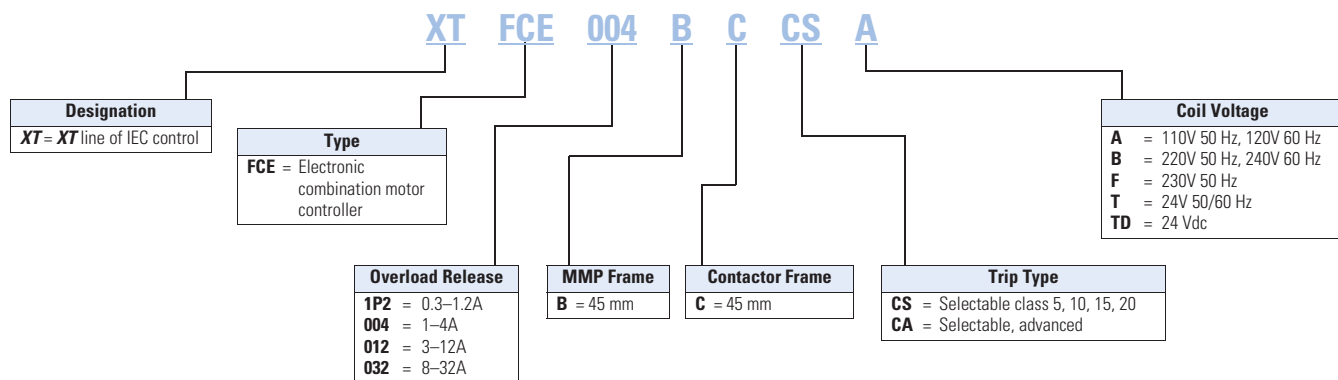 XT FCE 004 B C CS A
Designation
XT = XT line of IEC control
Type
FCE = Electronic
combination motor
controller
Overload Release
1P2 = 0.3–1.2A
004 = 1–4A
012 = 3–12A
032 = 8–32A
MMP Frame
B = 45 mm
Contactor Frame
C = 45 mm
Trip Type
CS = Selectable class 5, 10, 15, 20
CA = Selectable, advanced
Coil Voltage
A = 110V 50 Hz, 120V 60 Hz
B = 220V 50 Hz, 240V 60 Hz
F = 230V 50 Hz
T = 24V 50/60 Hz
TD = 24 Vdc